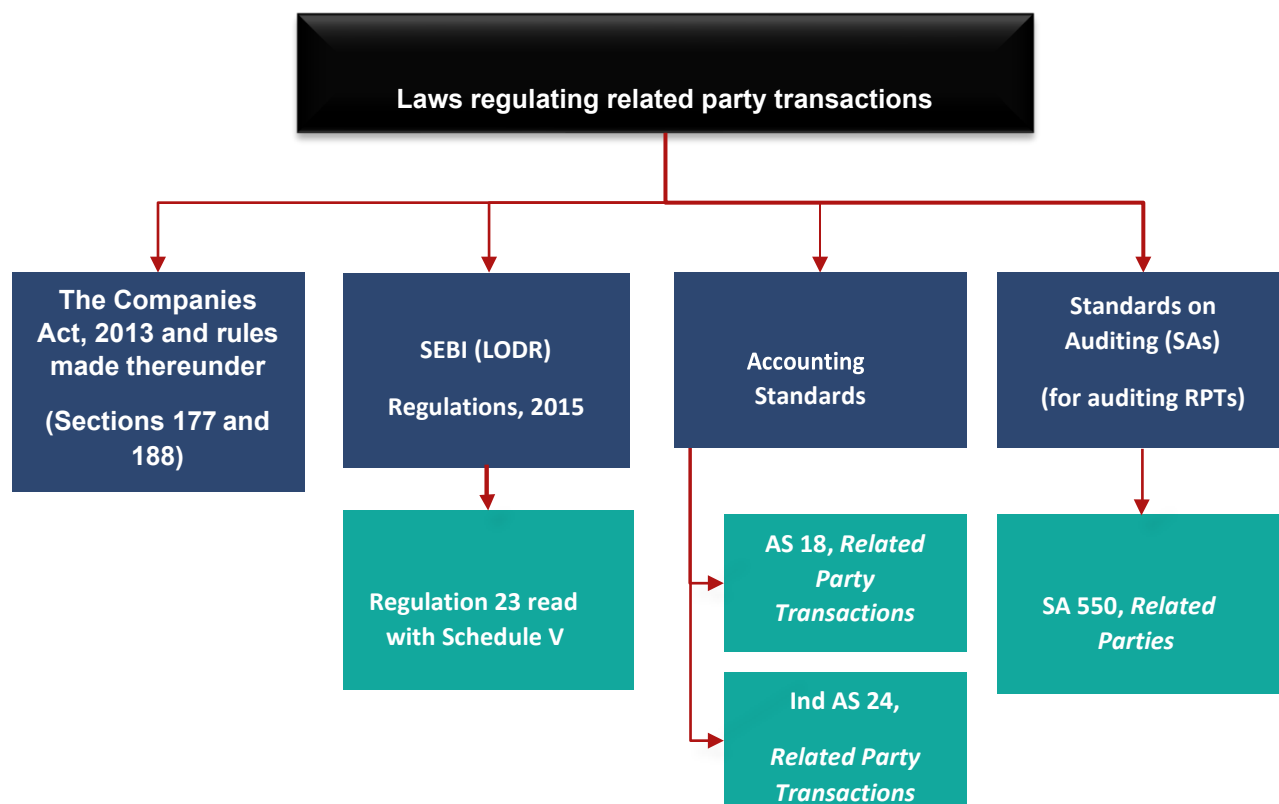 Laws regulating related party transactions
The Companies
Act, 2013 and rules
made thereunder
(Sections 177 and
188)
SEBI (LODR)
Regulations, 2015
Regulation 23 read
with Schedule V
Accounting
Standards
AS 18, Related
Party
Transactions
Ind AS 24,
Related Party
Transactions
Standards on
Auditing (SAs)
(for auditing RPTs)
SA 550, Related
Parties